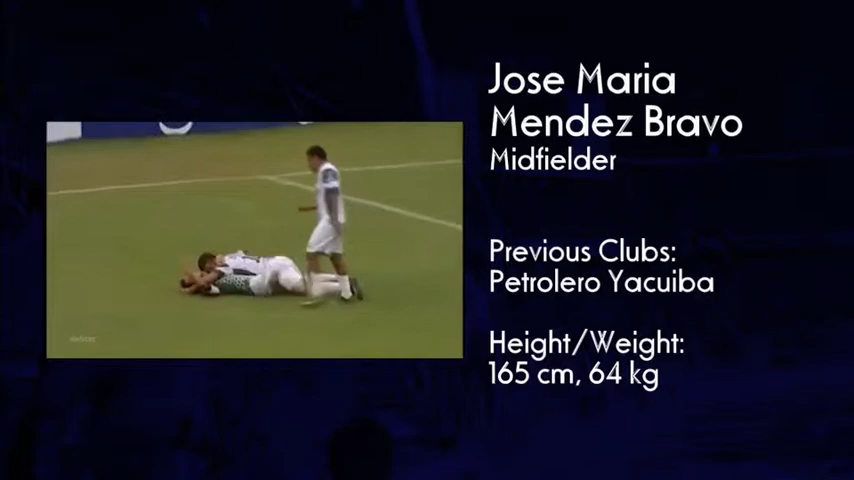 Jose Maria
Mendez Bravo
Midfielder
Previous Clubs:
Petrolero Yacuiba
Height/Weight:
165 cm, 64 kg